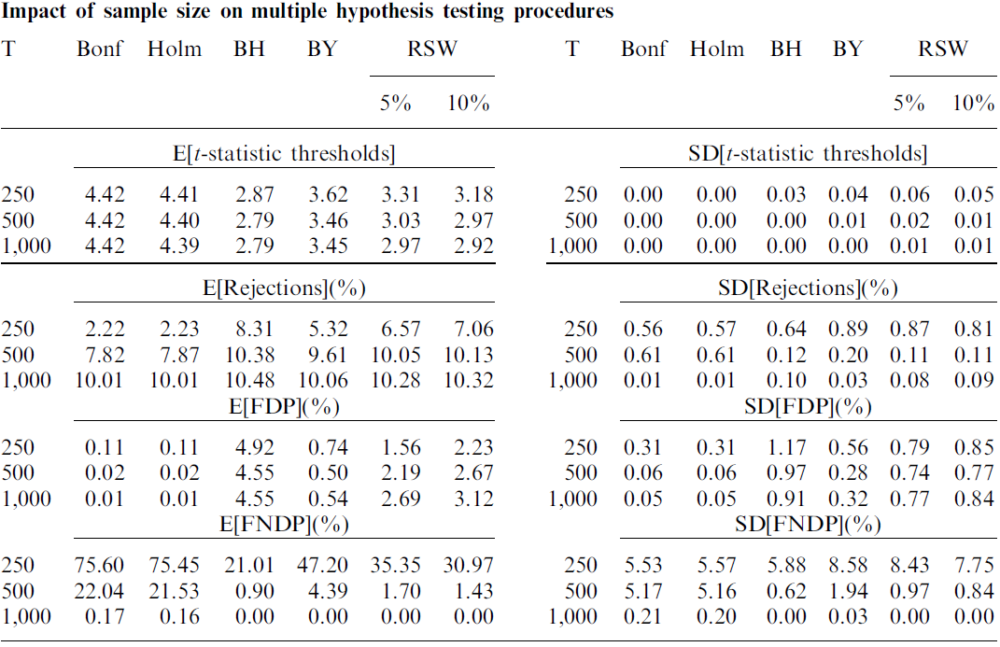 Impact of sample size on multiple hypothesis testing procedures
T Bonf Holm BH BY RSW T Bonf Holm BH BY RSW
5% 10% 5% 10%
E[t-statistic thresholds] SD[t-statistic thresholds]
250 4.42 4.41 2.87 3.62 3.31 3.18 250 0.00 0.00 0.03 0.04 0.06 0.05
500 4.42 4.40 2.79 3.46 3.03 2.97 500 0.00 0.00 0.00 0.01 0.02 0.01
1,000 4.42 4.39 2.79 3.45 2.97 2.92 1,000 0.00 0.00 0.00 0.00 0.01 0.01
E[Rejections](%) SD[Rejections](%)
250 2.22 2.23 8.31 5.32 6.57 7.06 250 0.56 0.57 0.64 0.89 0.87 0.81
500 7.82 7.87 10.38 9.61 10.05 10.13 500 0.61 0.61 0.12 0.20 0.11 0.11
1,000 10.01 10.01 10.48 10.06 10.28 10.32 1,000 0.01 0.01 0.10 0.03 0.08 0.09
E[FDP](%) SD[FDP](%)
250 0.11 0.11 4.92 0.74 1.56 2.23 250 0.31 0.31 1.17 0.56 0.79 0.85
500 0.02 0.02 4.55 0.50 2.19 2.67 500 0.06 0.06 0.97 0.28 0.74 0.77
1,000 0.01 0.01 4.55 0.54 2.69 3.12 1,000 0.05 0.05 0.91 0.32 0.77 0.84
E[FNDP](%) SD[FNDP](%)
250 75.60 75.45 21.01 47.20 35.35 30.97 250 5.53 5.57 5.88 8.58 8.43 7.75
500 22.04 21.53 0.90 4.39 1.70 1.43 500 5.17 5.16 0.62 1.94 0.97 0.84
1,000 0.17 0.16 0.00 0.00 0.00 0.00 1,000 0.21 0.20 0.00 0.03 0.00 0.00